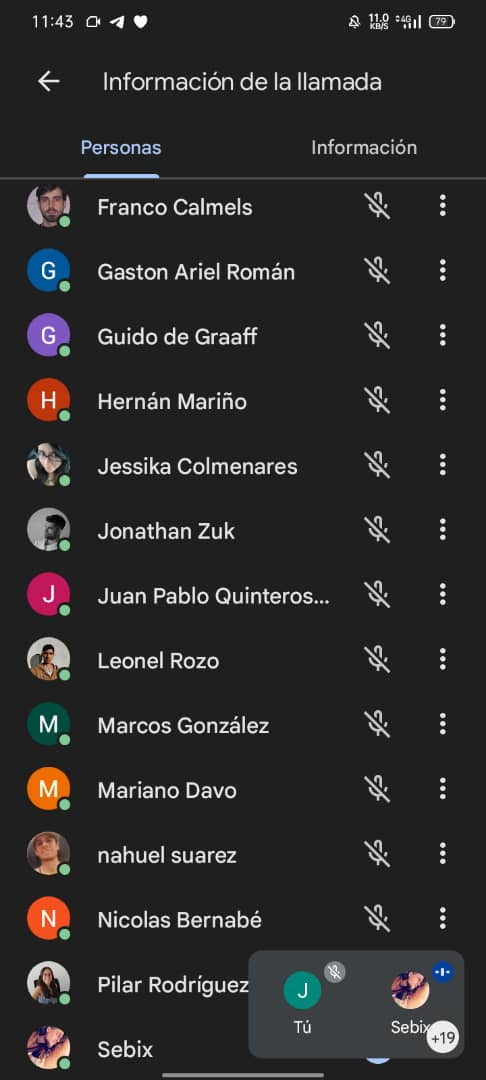 11:43 11.0 KB/S 4G 79
Información de la llamada
Personas Información
Franco Calmels
G Gaston Ariel Román
G Guido de Graaff
H Hernán Mariño
Jessika Colmenares
Jonathan Zuk
J Juan Pablo Quinteros...
Leonel Rozo
M Marcos González
M Mariano Davo
nahuel suarez
N Nicolas Bernabé
Pilar Rodríguez
J
Tú Sebix
+19
Sebix